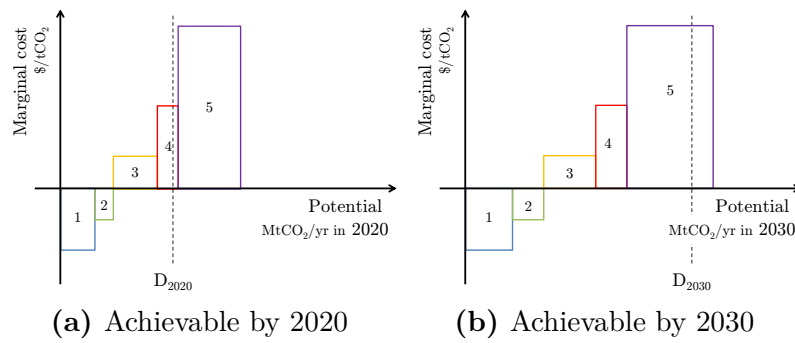 Marginal cost
$/tCO₂
1
2
3
4
5
Potential
MtCO₂/yr in 2020
D₂₀₂₀
(a) Achievable by 2020
Marginal cost
$/tCO₂
1
2
3
4
5
Potential
MtCO₂/yr in 2030
D₂₀₃₀
(b) Achievable by 2030